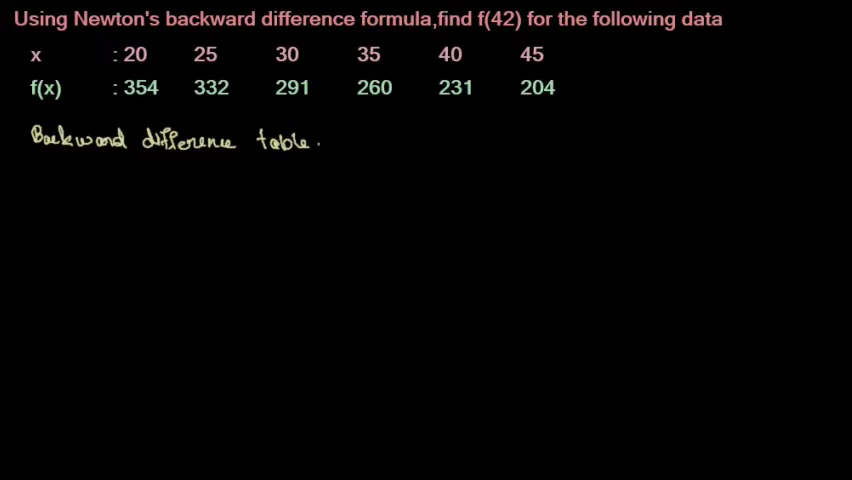 Using Newton's backward difference formula,find f(42) for the following data
x : 20 25 30 35 40 45
f(x) : 354 332 291 260 231 204
Backward difference table.